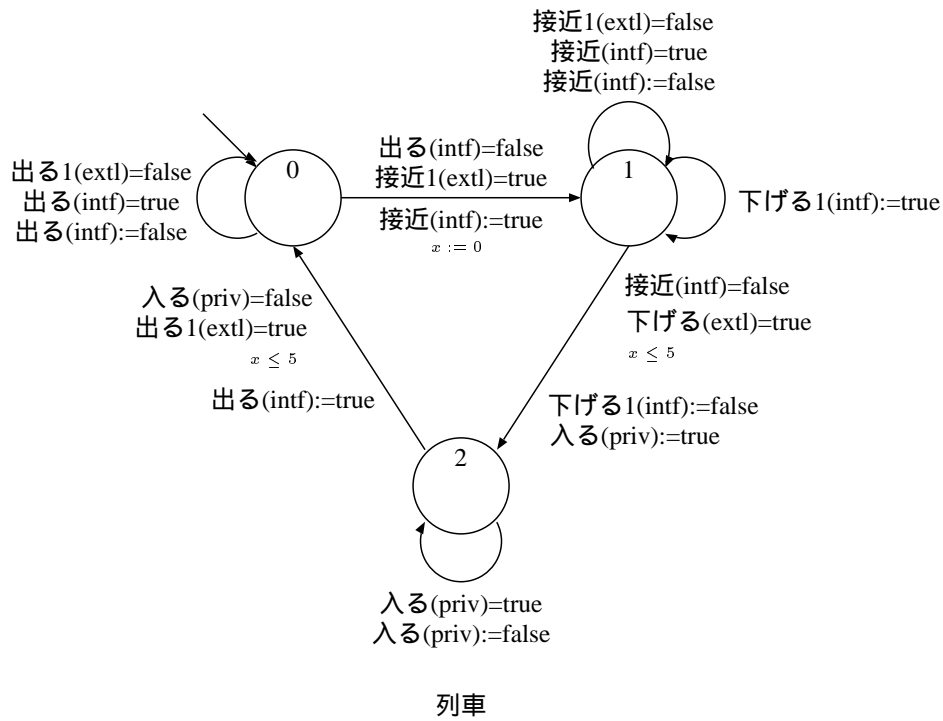 接近1(extl)=false
接近(intf)=true
接近(intf):=false
出る1(extl)=false
出る(intf)=true
出る(intf):=false
0
出る(intf)=false
接近1(extl)=true
接近(intf):=true
x := 0
1
下げる1(intf):=true
入る(priv)=false
出る1(extl)=true
x ≤ 5
出る(intf):=true
接近(intf)=false
下げる(extl)=true
x ≤ 5
下げる1(intf):=false
入る(priv):=true
2
入る(priv)=true
入る(priv):=false
列車